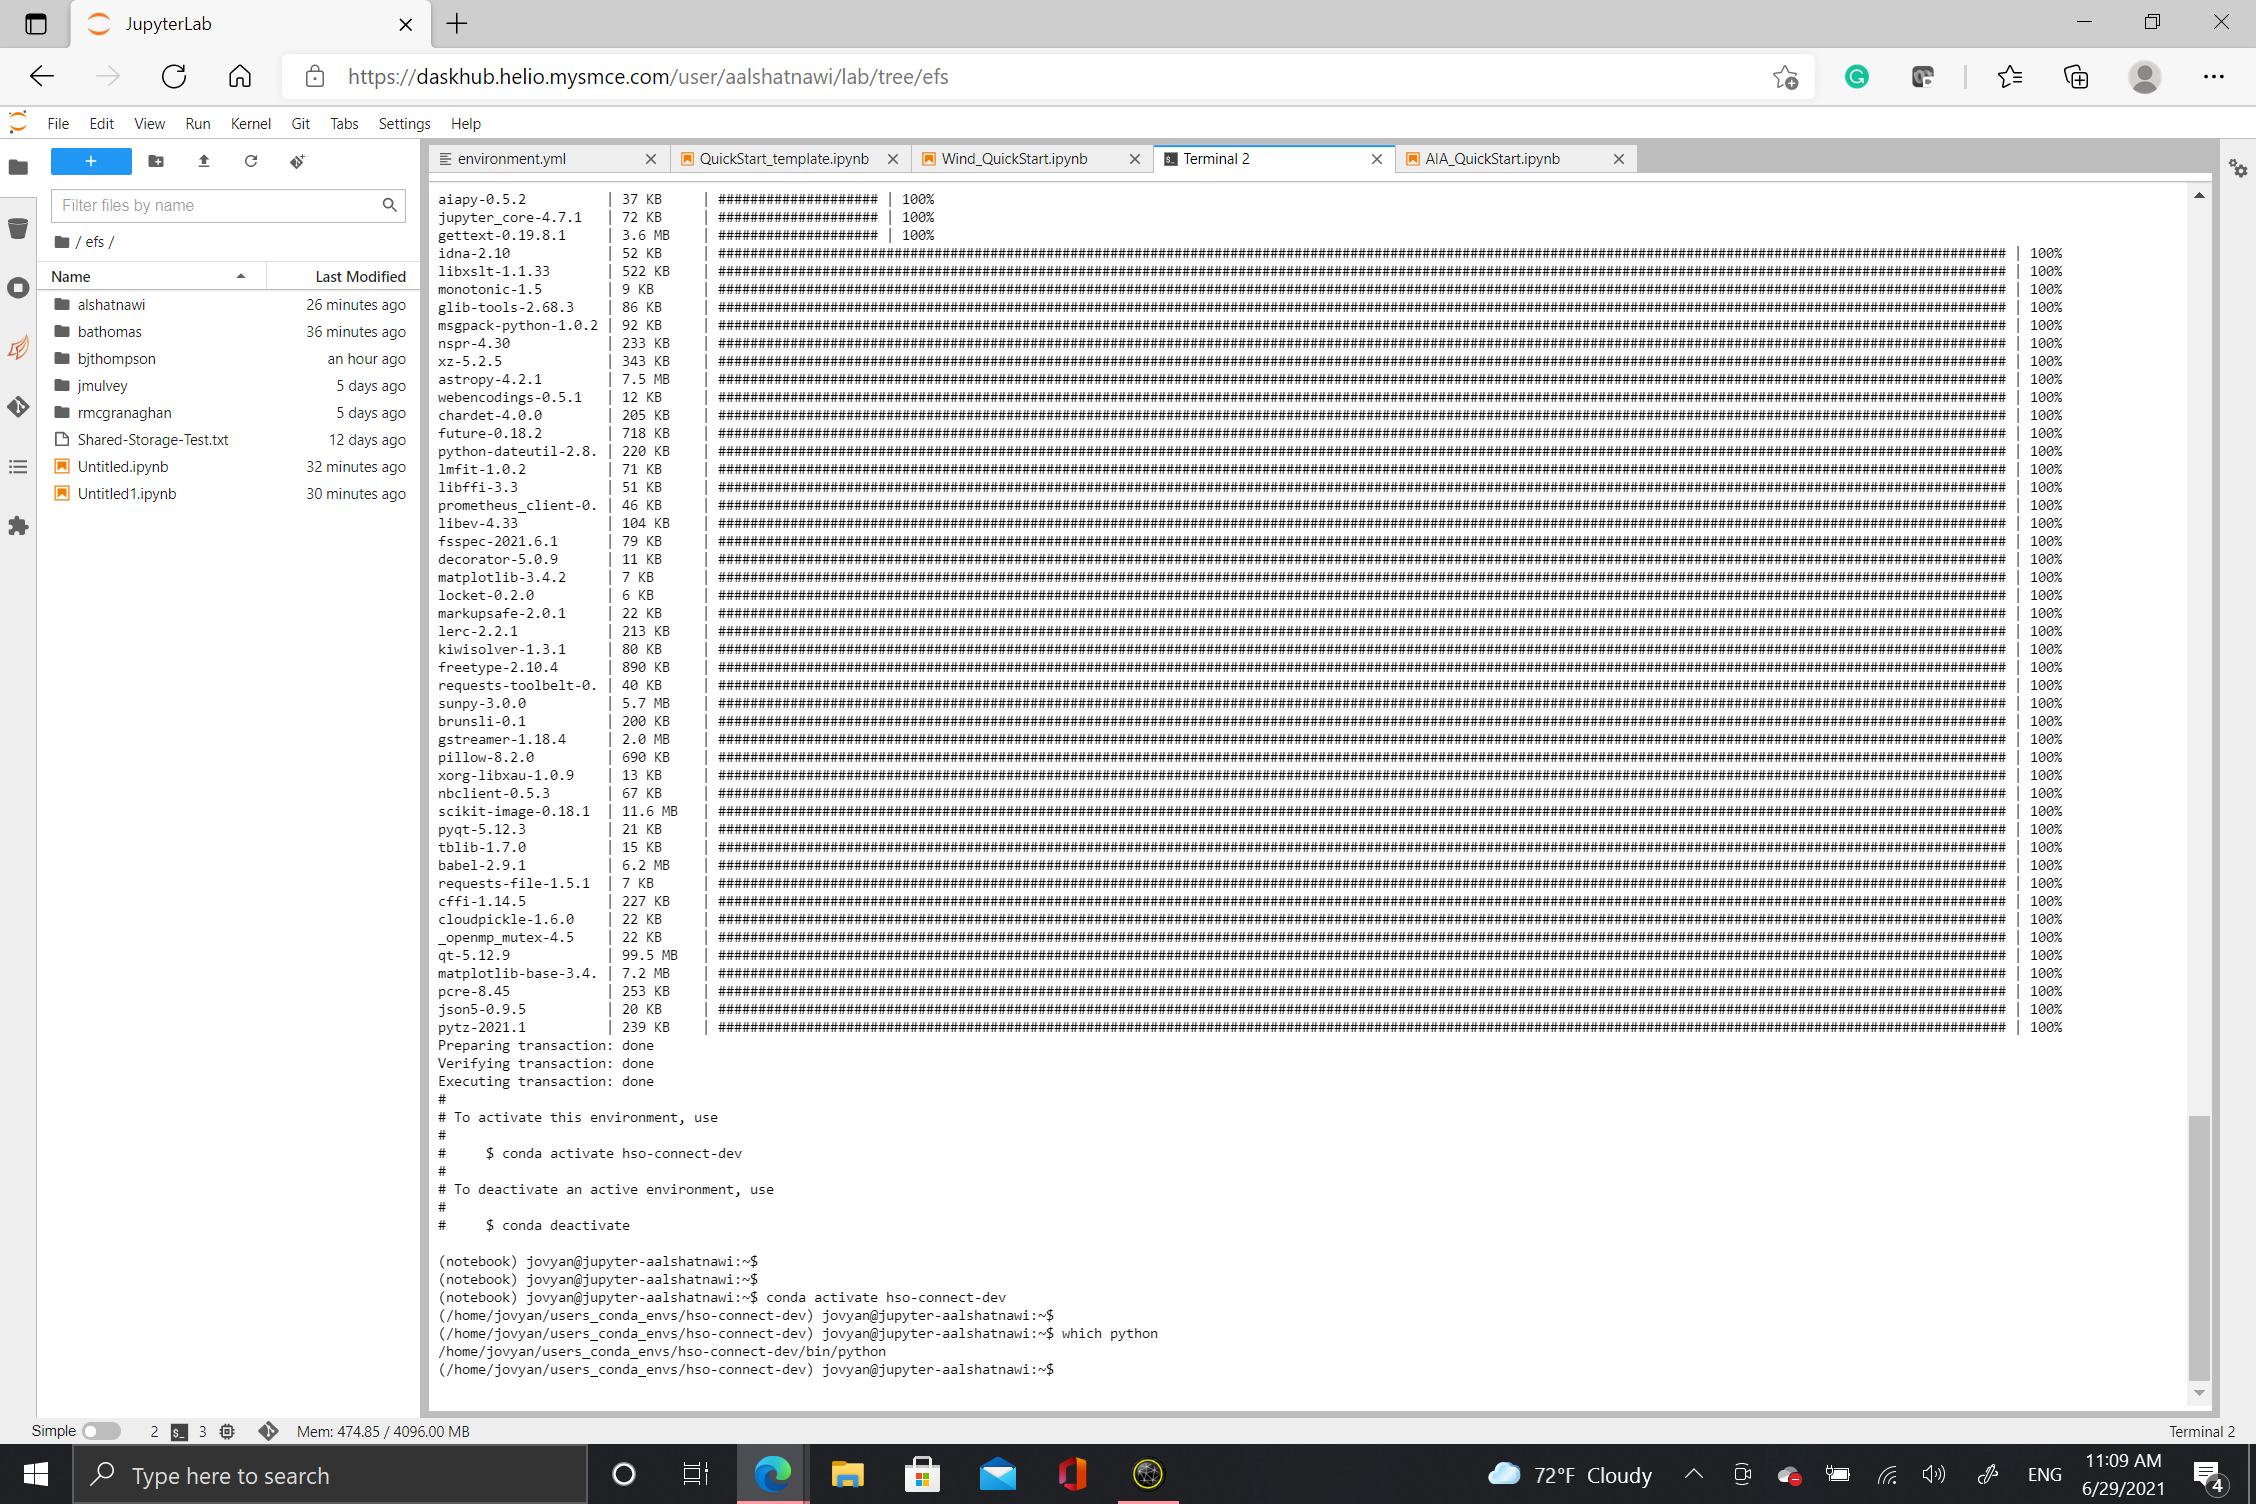 JupyterLab
https://daskhub.helio.mysmce.com/user/aalshatnawi/lab/tree/efs
File Edit View Run Kernel Git Tabs Settings Help
Filter files by name
/ efs /
Name Last Modified
alshatnawi 26 minutes ago
bathomas 36 minutes ago
bjthompson an hour ago
jmulvey 5 days ago
rmcgranaghan 5 days ago
Shared-Storage-Test.txt 12 days ago
Untitled.ipynb 32 minutes ago
Untitled1.ipynb 30 minutes ago
environment.yml QuickStart_template.ipynb Wind_QuickStart.ipynb Terminal 2 AIA_QuickStart.ipynb
aiapy-0.5.2 | 37 KB | #################### | 100%
jupyter_core-4.7.1 | 72 KB | #################### | 100%
gettext-0.19.8.1 | 3.6 MB | #################### | 100%
idna-2.10 | 52 KB | 100%
libxslt-1.1.33 | 522 KB | 100%
monotonic-1.5 | 9 KB | 100%
glib-tools-2.68.3 | 86 KB | 100%
msgpack-python-1.0.2 | 92 KB | 100%
nspr-4.30 | 233 KB | 100%
xz-5.2.5 | 343 KB | 100%
astropy-4.2.1 | 7.5 MB | 100%
webencodings-0.5.1 | 12 KB | 100%
chardet-4.0.0 | 205 KB | 100%
future-0.18.2 | 718 KB | 100%
python-dateutil-2.8. | 220 KB | 100%
lmfit-1.0.2 | 71 KB | 100%
libffi-3.3 | 51 KB | 100%
prometheus_client-0. | 46 KB | 100%
libev-4.33 | 104 KB | 100%
fsspec-2021.6.1 | 79 KB | 100%
decorator-5.0.9 | 11 KB | 100%
matplotlib-3.4.2 | 7 KB | 100%
locket-0.2.0 | 6 KB | 100%
markupsafe-2.0.1 | 22 KB | 100%
lerc-2.2.1 | 213 KB | 100%
kiwisolver-1.3.1 | 80 KB | 100%
freetype-2.10.4 | 890 KB | 100%
requests-toolbelt-0. | 40 KB | 100%
sunpy-3.0.0 | 5.7 MB | 100%
brunsli-0.1 | 200 KB | 100%
gstreamer-1.18.4 | 2.0 MB | 100%
pillow-8.2.0 | 690 KB | 100%
xorg-libxau-1.0.9 | 13 KB | 100%
nbclient-0.5.3 | 67 KB | 100%
scikit-image-0.18.1 | 11.6 MB | 100%
pyqt-5.12.3 | 21 KB | 100%
tblib-1.7.0 | 15 KB | 100%
babel-2.9.1 | 6.2 MB | 100%
requests-file-1.5.1 | 7 KB | 100%
cffi-1.14.5 | 227 KB | 100%
cloudpickle-1.6.0 | 22 KB | 100%
_openmp_mutex-4.5 | 22 KB | 100%
qt-5.12.9 | 99.5 MB | 100%
matplotlib-base-3.4. | 7.2 MB | 100%
pcre-8.45 | 253 KB | 100%
json5-0.9.5 | 20 KB | 100%
pytz-2021.1 | 239 KB | 100%
Preparing transaction: done
Verifying transaction: done
Executing transaction: done
#
# To activate this environment, use
#
# $ conda activate hso-connect-dev
#
# To deactivate an active environment, use
#
# $ conda deactivate
(notebook) jovyan@jupyter-aalshatnawi:~$
(notebook) jovyan@jupyter-aalshatnawi:~$
(notebook) jovyan@jupyter-aalshatnawi:~$ conda activate hso-connect-dev
(/home/jovyan/users_conda_envs/hso-connect-dev) jovyan@jupyter-aalshatnawi:~$
(/home/jovyan/users_conda_envs/hso-connect-dev) jovyan@jupyter-aalshatnawi:~$ which python
/home/jovyan/users_conda_envs/hso-connect-dev/bin/python
(/home/jovyan/users_conda_envs/hso-connect-dev) jovyan@jupyter-aalshatnawi:~$
Simple 2 $_ 3 Mem: 474.85 / 4096.00 MB Terminal 2
Type here to search 72°F Cloudy ENG 11:09 AM
6/29/2021 4